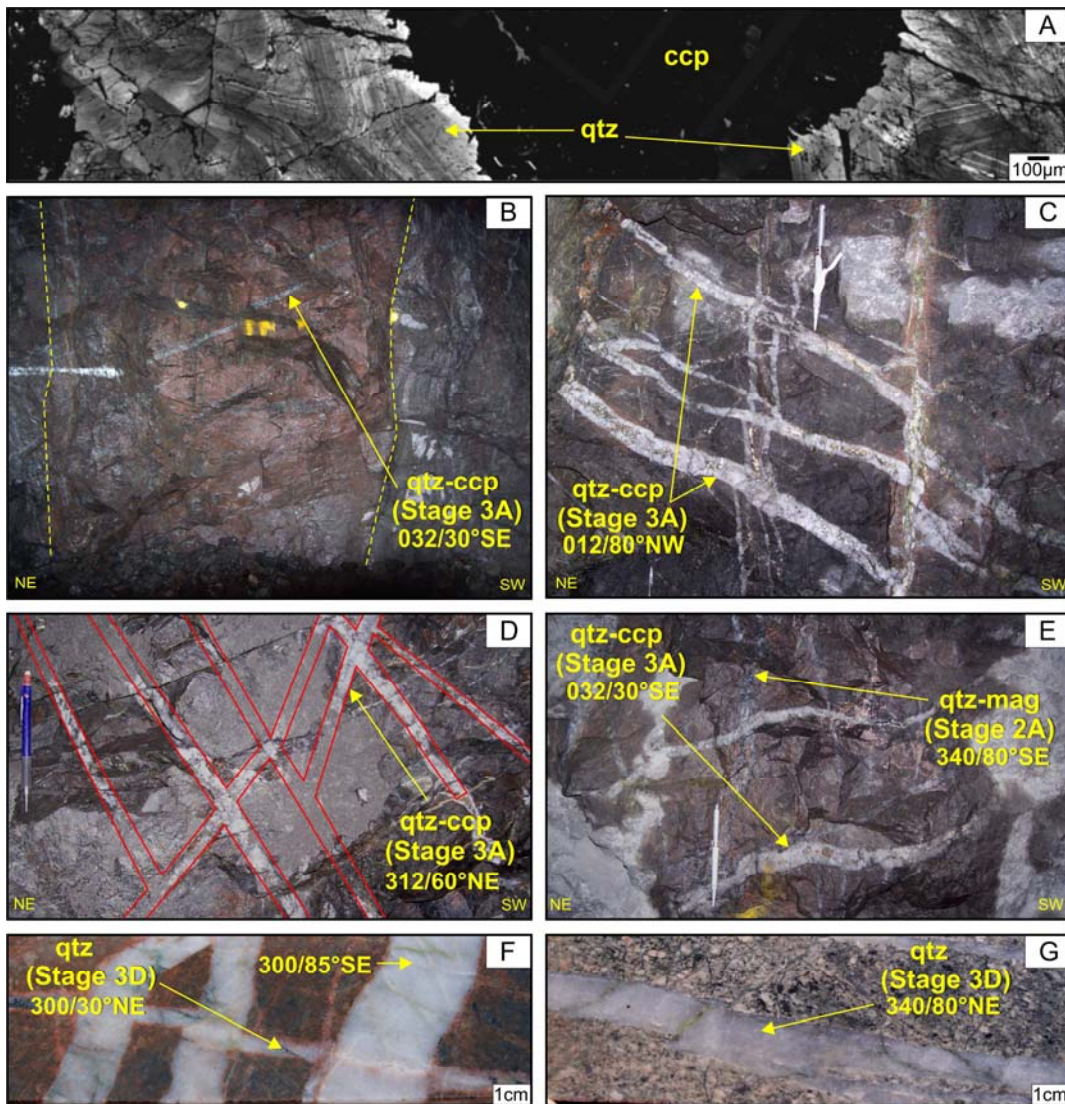 A
ccp
qtz
100µm
B
qtz-ccp
(Stage 3A)
032/30°SE
NE
SW
C
qtz-ccp
(Stage 3A)
012/80°NW
NE
SW
D
qtz-ccp
(Stage 3A)
312/60°NE
NE
SW
E
qtz-ccp
(Stage 3A)
032/30°SE
qtz-mag
(Stage 2A)
340/80°SE
NE
SW
F
qtz
(Stage 3D)
300/30°NE
300/85°SE
1cm
G
qtz
(Stage 3D)
340/80°NE
1cm